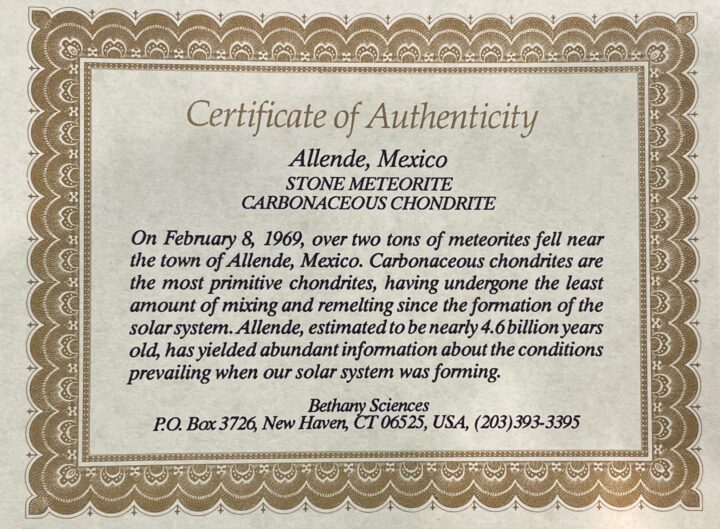 Certificate of Authenticity
Allende, Mexico
STONE METEORITE
CARBONACEOUS CHONDRITE
On February 8, 1969, over two tons of meteorites fell near
the town of Allende, Mexico. Carbonaceous chondrites are
the most primitive chondrites, having undergone the least
amount of mixing and remelting since the formation of the
solar system. Allende, estimated to be nearly 4.6 billion years
old, has yielded abundant information about the conditions
prevailing when our solar system was forming.
Bethany Sciences
P.O. Box 3726, New Haven, CT 06525, USA, (203)393-3395